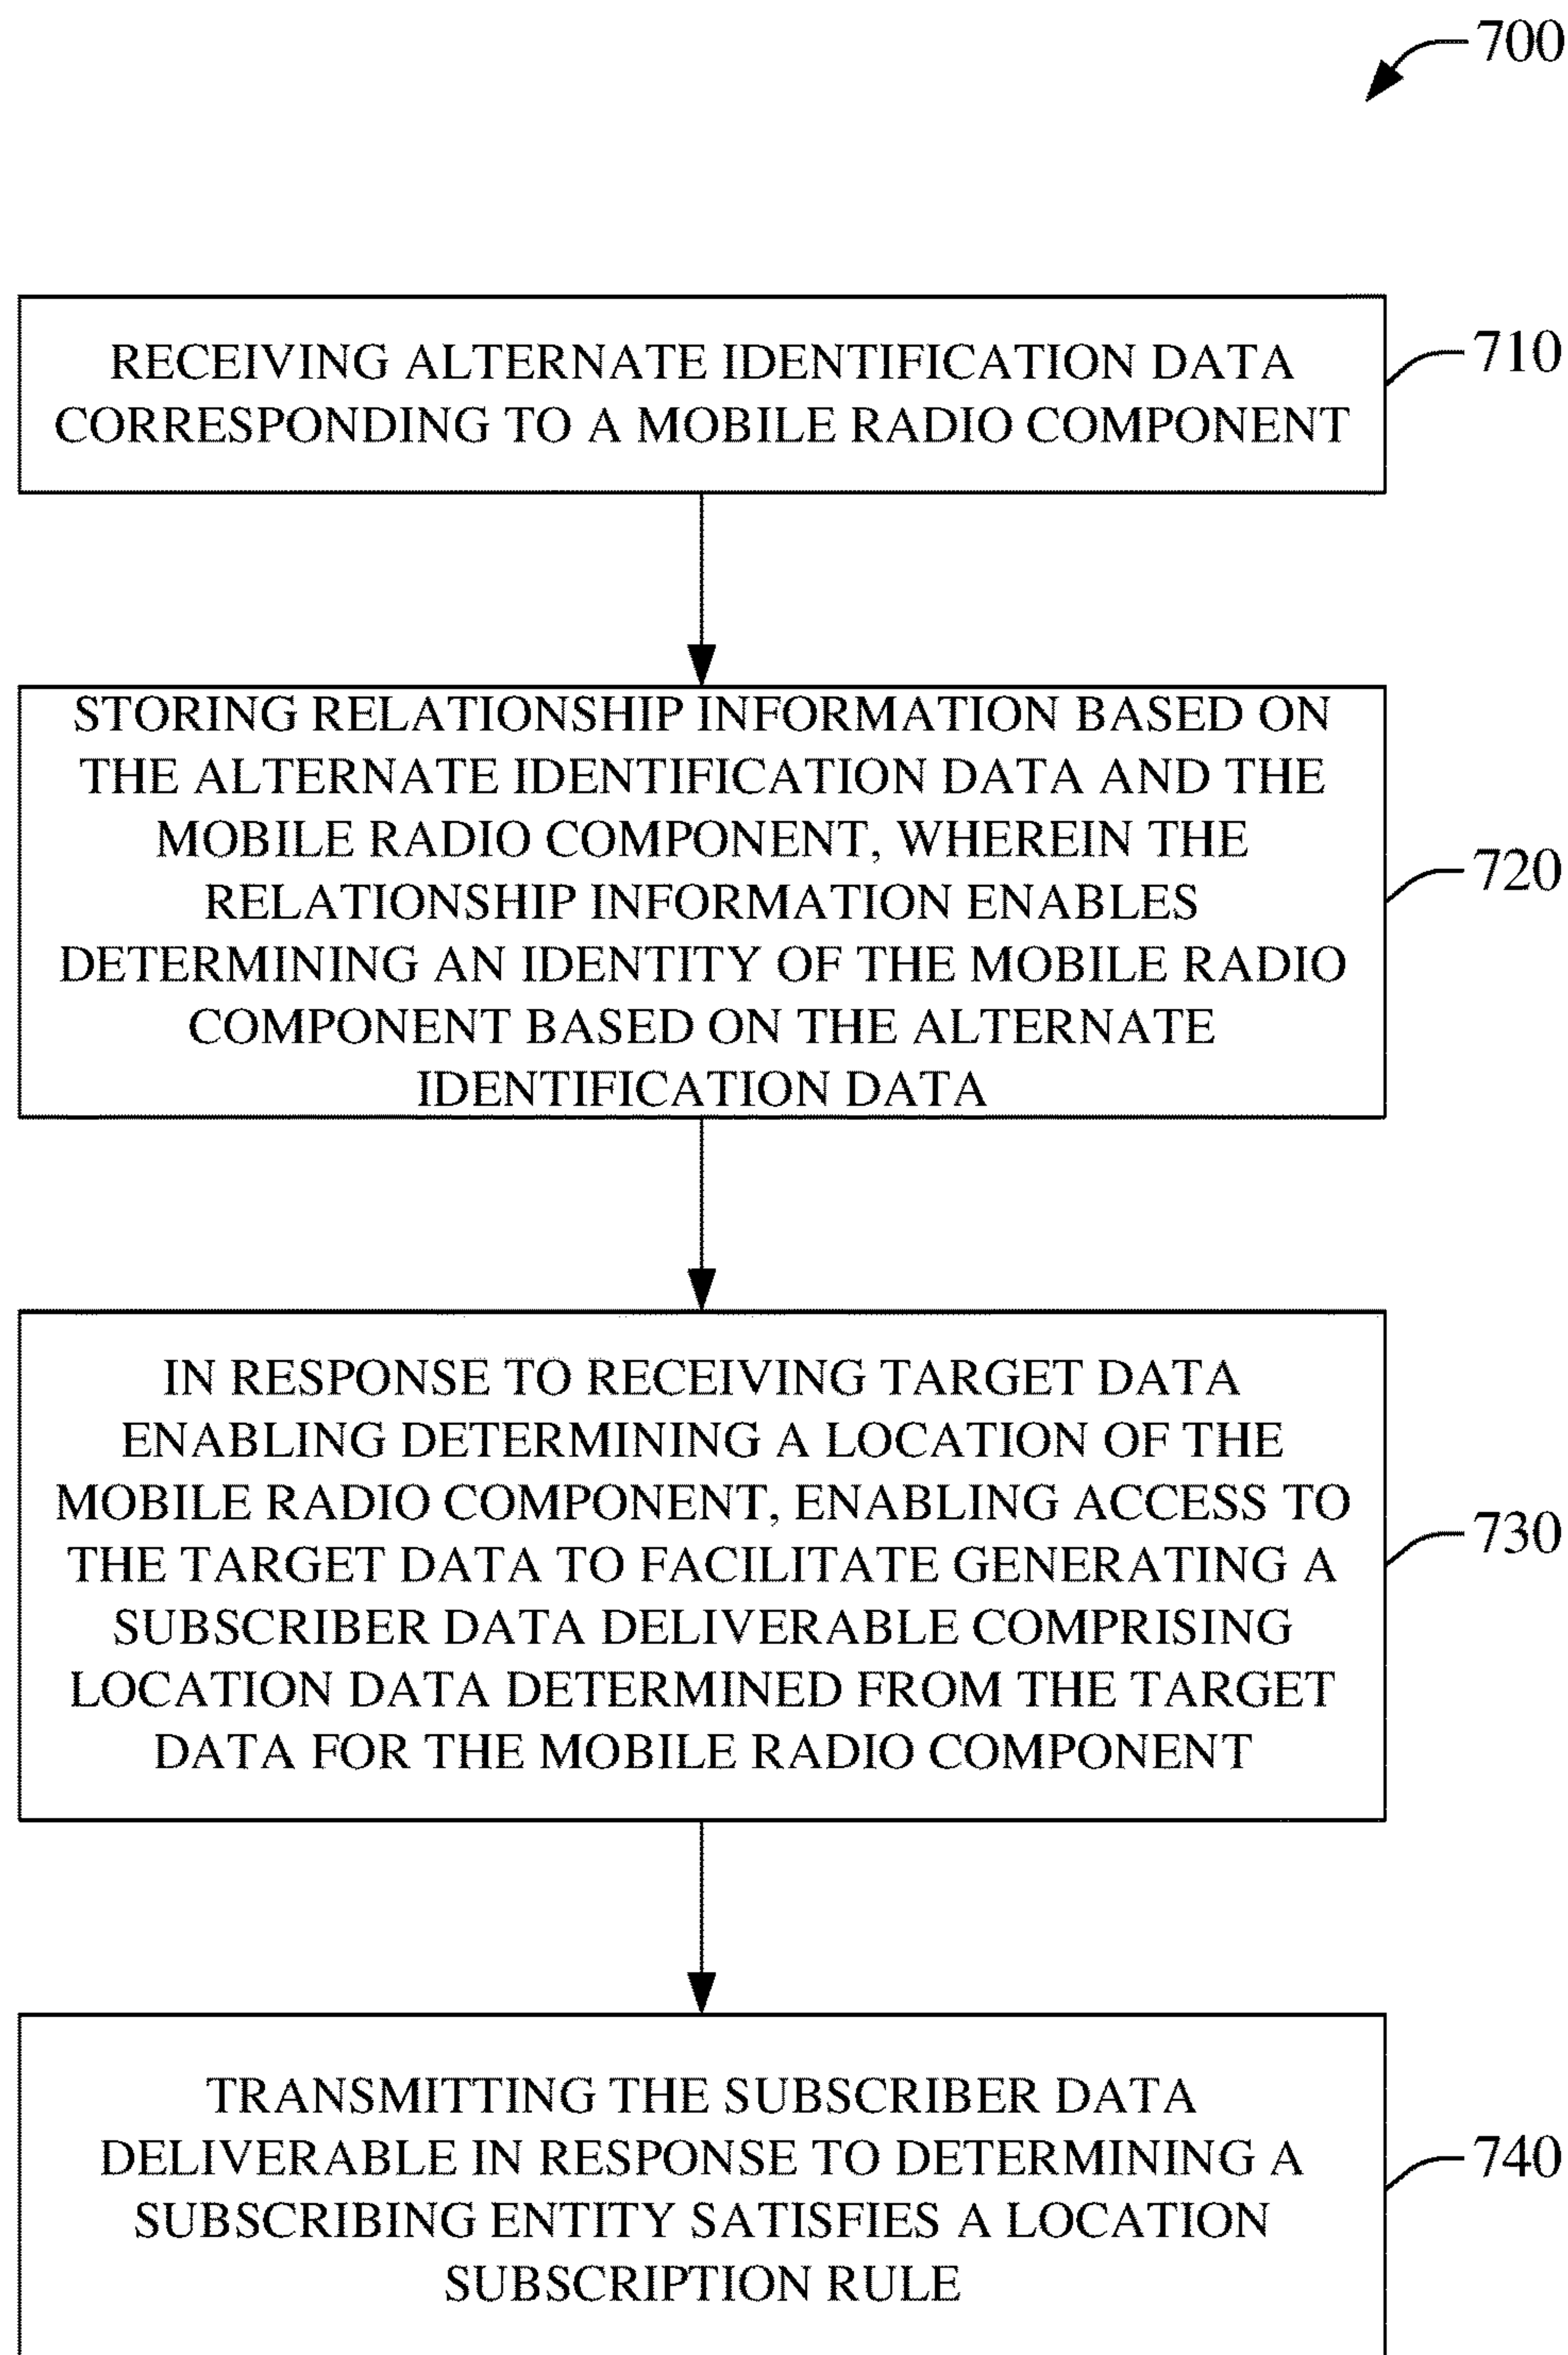 700
RECEIVING ALTERNATE IDENTIFICATION DATA
CORRESPONDING TO A MOBILE RADIO COMPONENT
710
STORING RELATIONSHIP INFORMATION BASED ON
THE ALTERNATE IDENTIFICATION DATA AND THE
MOBILE RADIO COMPONENT, WHEREIN THE
RELATIONSHIP INFORMATION ENABLES
DETERMINING AN IDENTITY OF THE MOBILE RADIO
COMPONENT BASED ON THE ALTERNATE
IDENTIFICATION DATA
720
IN RESPONSE TO RECEIVING TARGET DATA
ENABLING DETERMINING A LOCATION OF THE
MOBILE RADIO COMPONENT, ENABLING ACCESS TO
THE TARGET DATA TO FACILITATE GENERATING A
SUBSCRIBER DATA DELIVERABLE COMPRISING
LOCATION DATA DETERMINED FROM THE TARGET
DATA FOR THE MOBILE RADIO COMPONENT
730
TRANSMITTING THE SUBSCRIBER DATA
DELIVERABLE IN RESPONSE TO DETERMINING A
SUBSCRIBING ENTITY SATISFIES A LOCATION
SUBSCRIPTION RULE
740